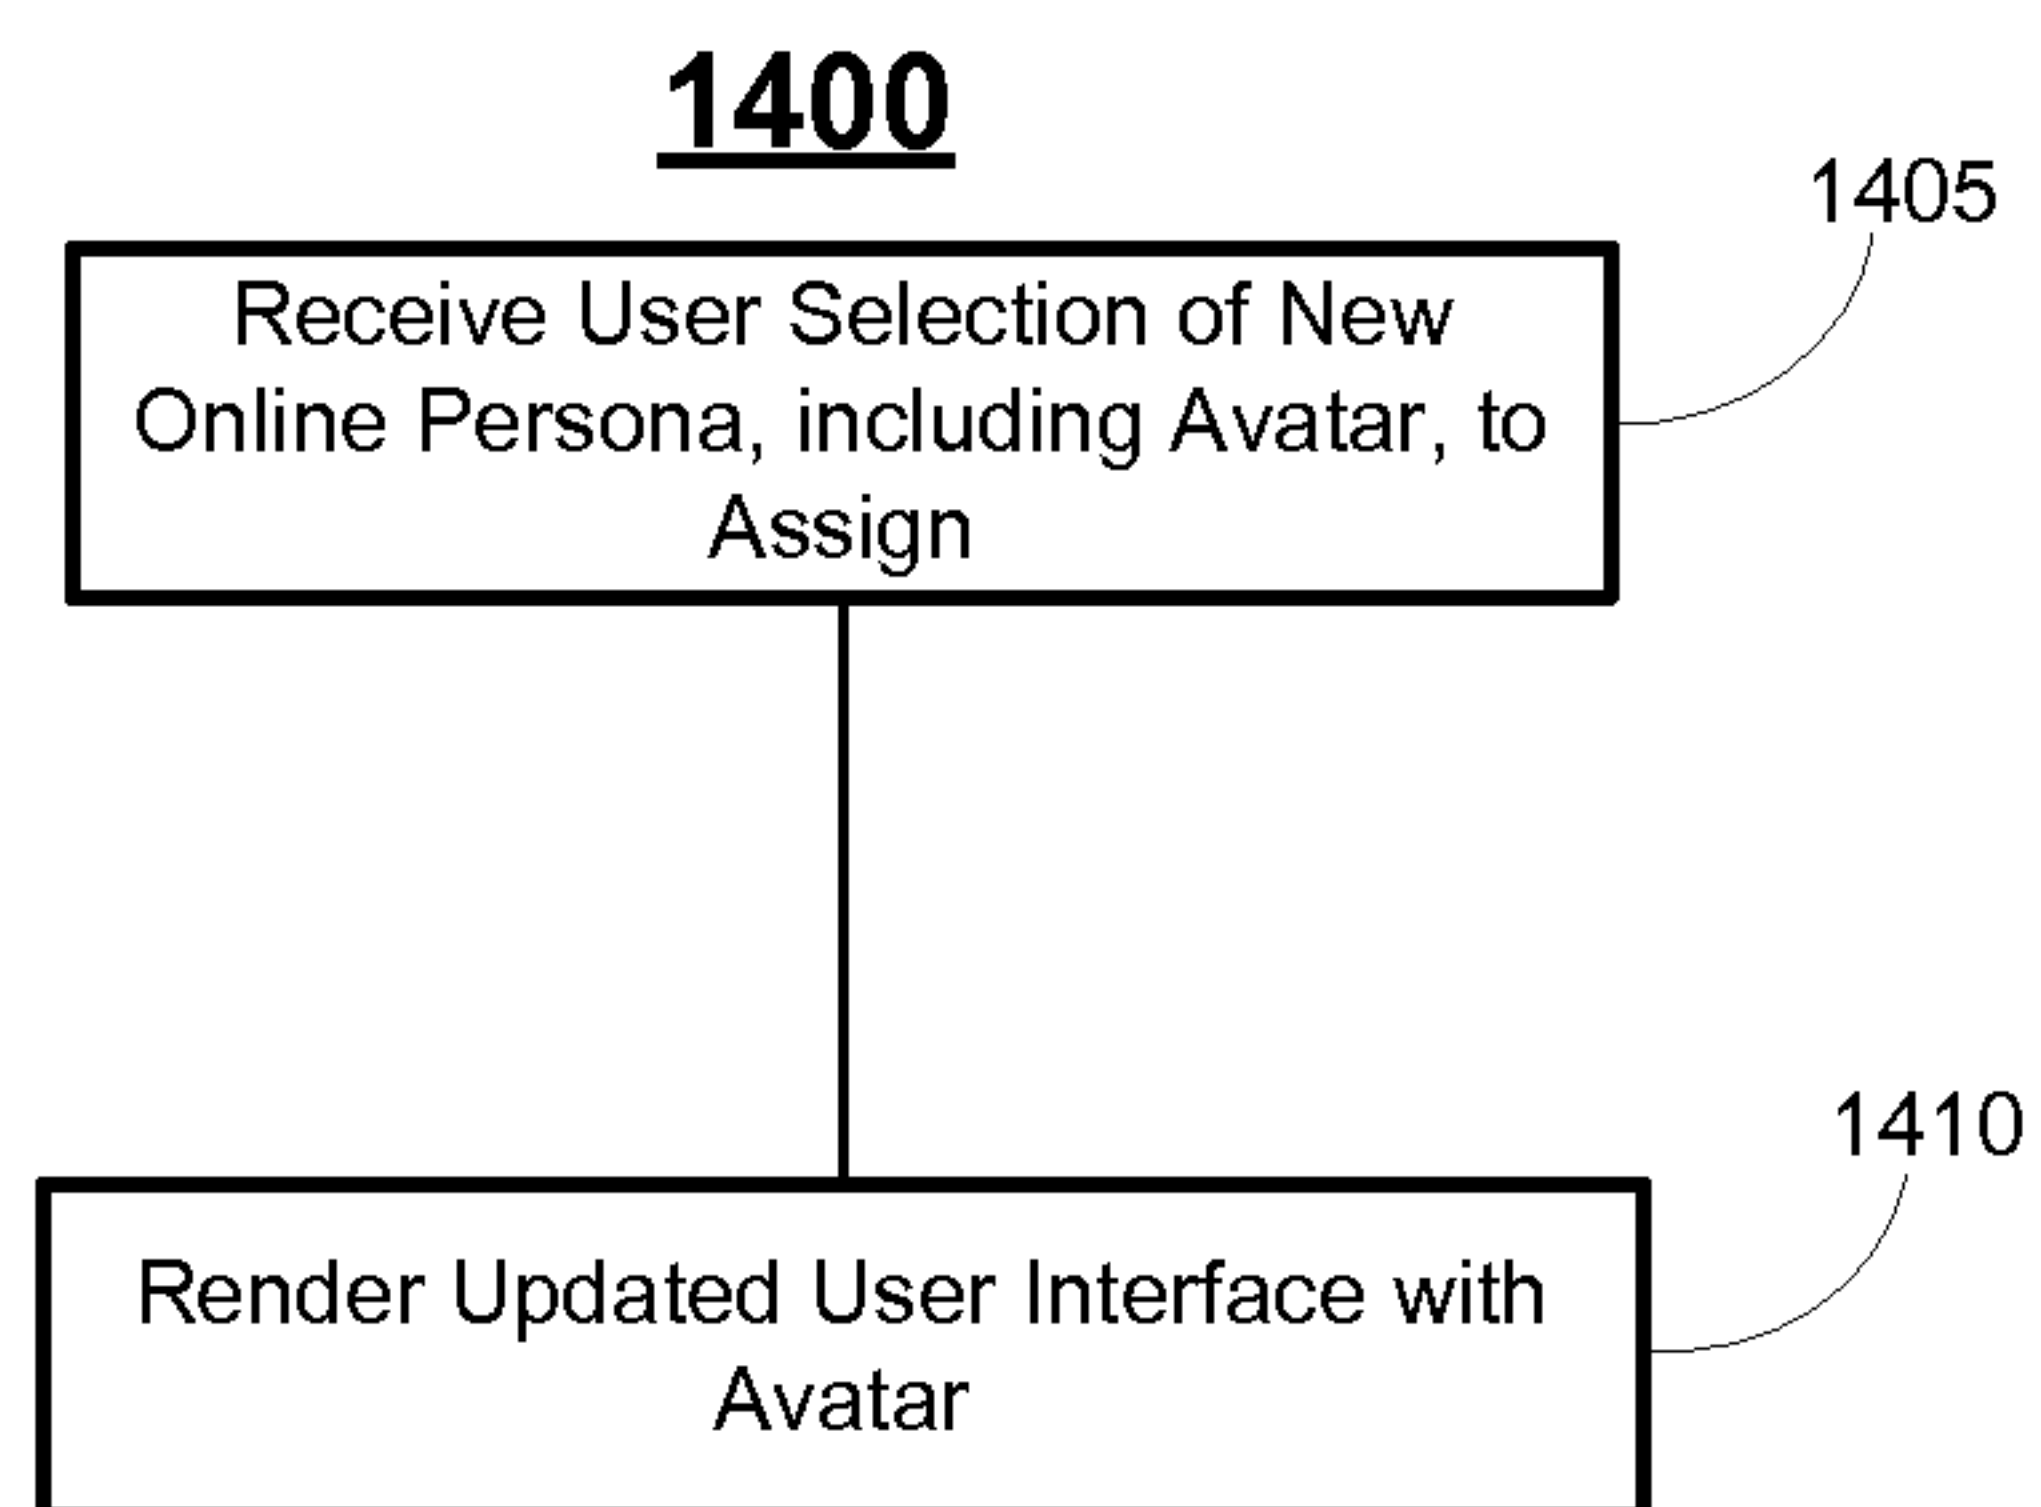 1400
1405
Receive User Selection of New
Online Persona, including Avatar, to
Assign
1410
Render Updated User Interface with
Avatar